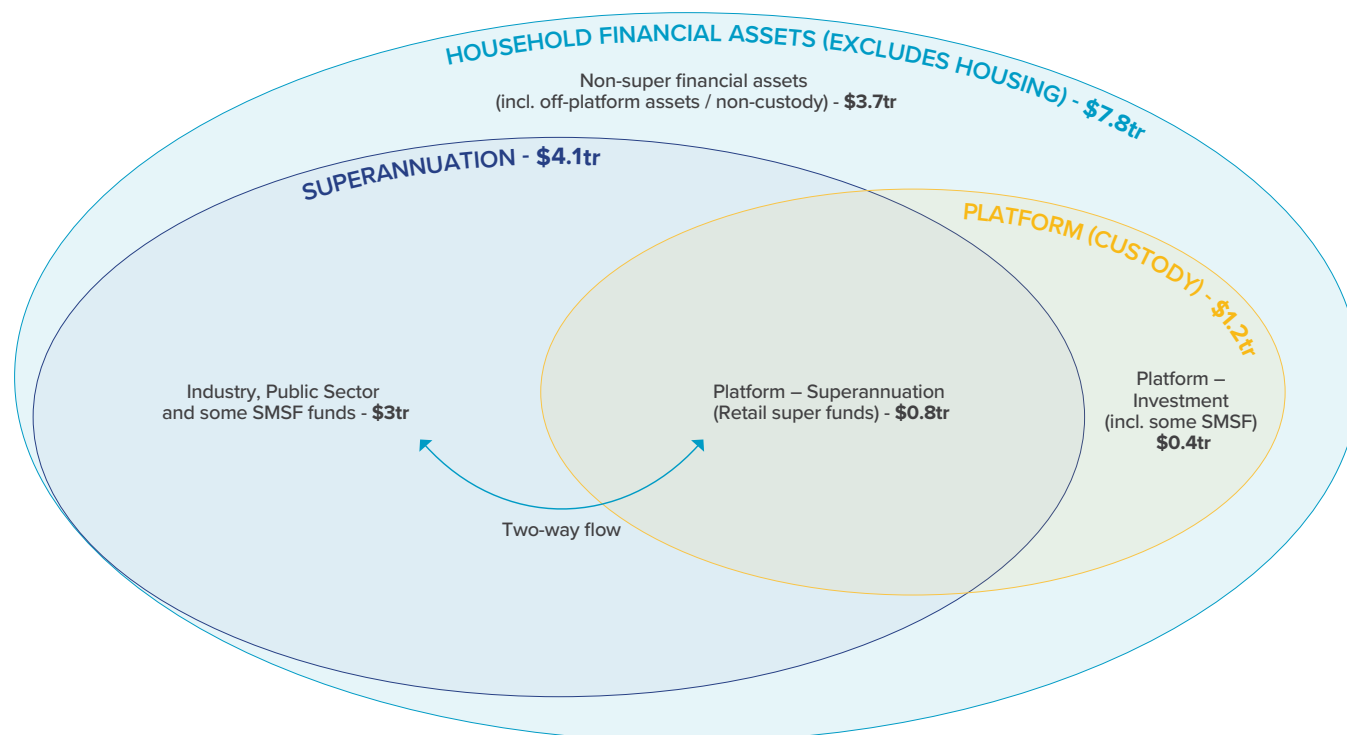 HOUSEHOLD FINANCIAL ASSETS (EXCLUDES HOUSING) - $7.8tr
Non-super financial assets
(incl. off-platform assets / non-custody) - $3.7tr
SUPERANNUATION - $4.1tr
PLATFORM (CUSTODY) - $1.2tr
Industry, Public Sector
and some SMSF funds - $3tr
Platform – Superannuation
(Retail super funds) - $0.8tr
Platform –
Investment
(incl. some SMSF)
$0.4tr
Two-way flow